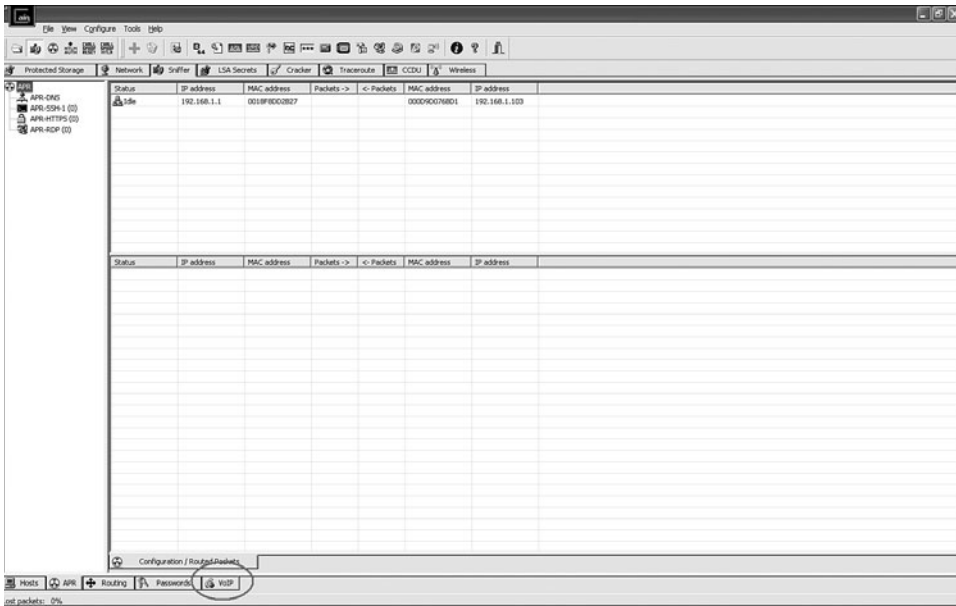 ain
File View Configure Tools Help
Protected Storage Network Sniffer LSA Secrets Cracker Traceroute CCDU Wireless
APR
APR-DNS
APR-SSH-1 (0)
APR-HTTPS (0)
APR-RDP (0)
Status IP address MAC address Packets -> <- Packets MAC address IP address
Idle 192.168.1.1 0018F8DD2B27 000D9D076BD1 192.168.1.103
Status IP address MAC address Packets -> <- Packets MAC address IP address
Configuration / Routed Packets
Hosts APR Routing Passwords VoIP
Lost packets: 0%